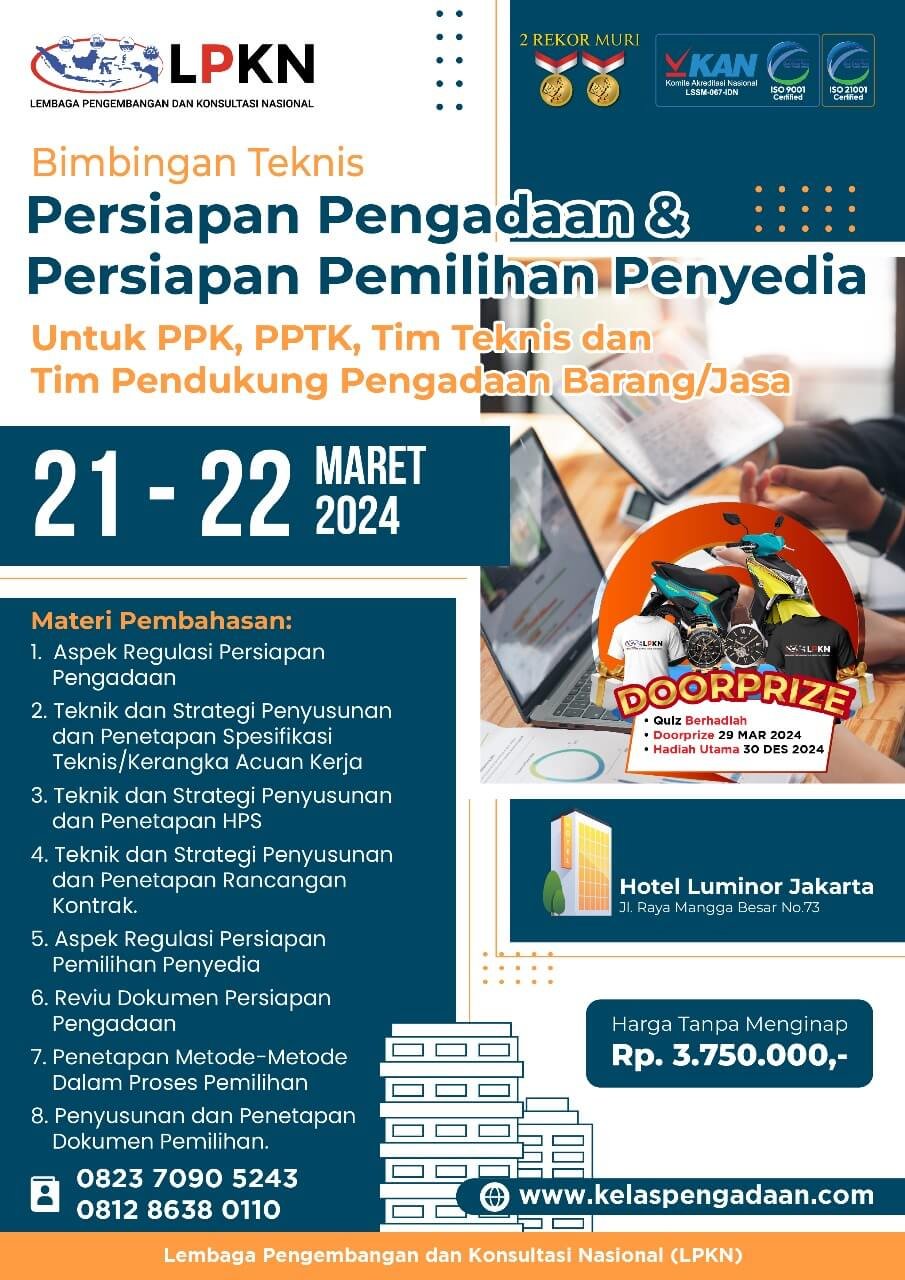 LPKN
LEMBAGA PENGEMBANGAN DAN KONSULTASI NASIONAL
2 REKOR MURI
KAN
Komite Akreditasi Nasional
LSSM-067-IDN
ISO 9001
Certified
ISO 21001
Certified
Bimbingan Teknis
Persiapan Pengadaan &
Persiapan Pemilihan Penyedia
Untuk PPK, PPTK, Tim Teknis dan
Tim Pendukung Pengadaan Barang/Jasa
21 - 22
MARET
2024
Materi Pembahasan:
1. Aspek Regulasi Persiapan
Pengadaan
2. Teknik dan Strategi Penyusunan
dan Penetapan Spesifikasi
Teknis/Kerangka Acuan Kerja
3. Teknik dan Strategi Penyusunan
dan Penetapan HPS
4. Teknik dan Strategi Penyusunan
dan Penetapan Rancangan
Kontrak.
5. Aspek Regulasi Persiapan
Pemilihan Penyedia
6. Reviu Dokumen Persiapan
Pengadaan
7. Penetapan Metode-Metode
Dalam Proses Pemilihan
8. Penyusunan dan Penetapan
Dokumen Pemilihan.
LPKN
LPKN
DOORPRIZE
• Quiz Berhadiah
• Doorprize 29 MAR 2024
• Hadiah Utama 30 DES 2024
HOTEL
Hotel Luminor Jakarta
Jl. Raya Mangga Besar No.73
Harga Tanpa Menginap
Rp. 3.750.000,-
0823 7090 5243
0812 8638 0110
www.kelaspengadaan.com
Lembaga Pengembangan dan Konsultasi Nasional (LPKN)